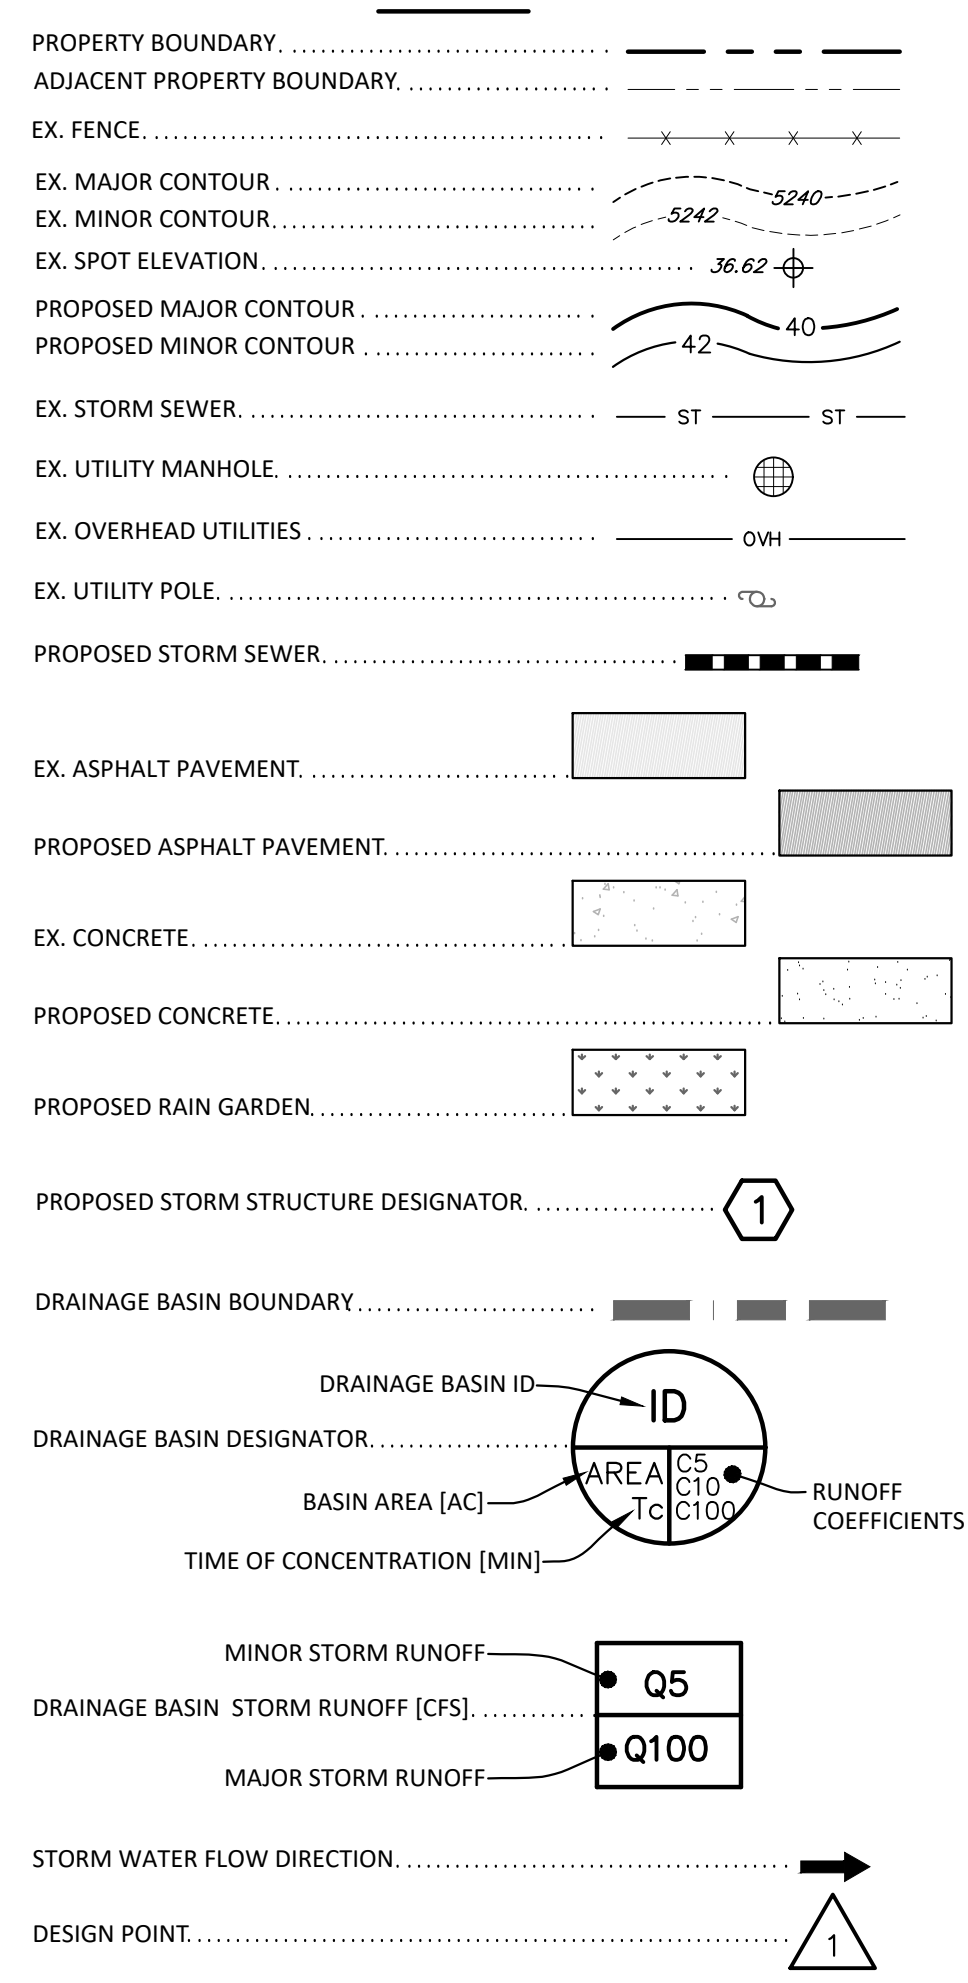 PROPERTY BOUNDARY
ADJACENT PROPERTY BOUNDARY
EX. FENCE
X X X X
EX. MAJOR CONTOUR
5240
EX. MINOR CONTOUR
5242
EX. SPOT ELEVATION 36.62
PROPOSED MAJOR CONTOUR
40
PROPOSED MINOR CONTOUR
42
EX. STORM SEWER ST ST
EX. UTILITY MANHOLE
EX. OVERHEAD UTILITIES OVH
EX. UTILITY POLE
PROPOSED STORM SEWER
EX. ASPHALT PAVEMENT
PROPOSED ASPHALT PAVEMENT
EX. CONCRETE
PROPOSED CONCRETE
PROPOSED RAIN GARDEN
PROPOSED STORM STRUCTURE DESIGNATOR 1
DRAINAGE BASIN BOUNDARY
DRAINAGE BASIN ID
ID
DRAINAGE BASIN DESIGNATOR
AREA
Tc
C5
C10
C100
BASIN AREA [AC]
RUNOFF
COEFFICIENTS
TIME OF CONCENTRATION [MIN]
MINOR STORM RUNOFF
Q5
DRAINAGE BASIN STORM RUNOFF [CFS]
Q100
MAJOR STORM RUNOFF
STORM WATER FLOW DIRECTION
DESIGN POINT 1